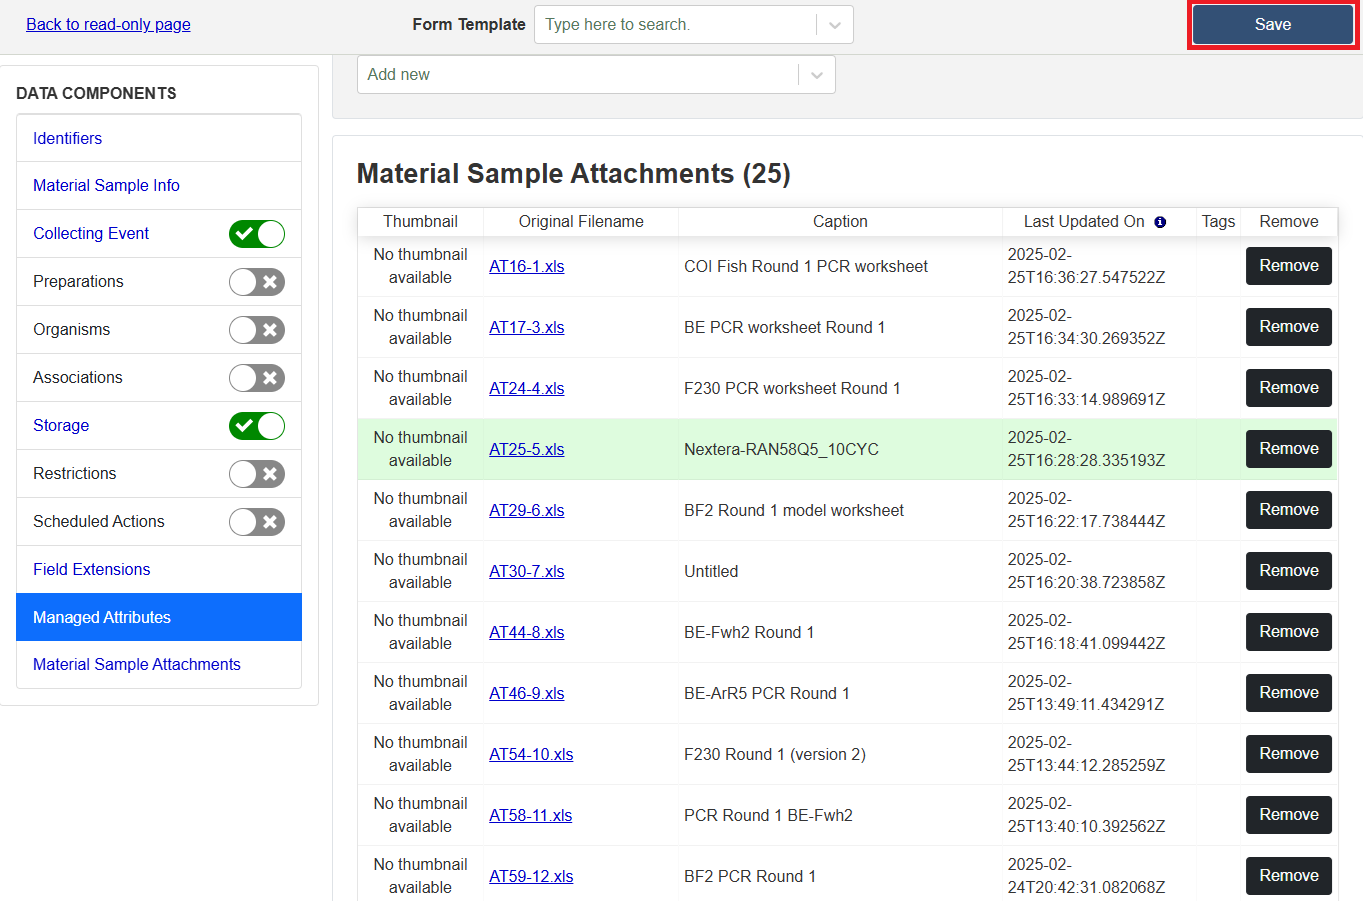 Back to read-only page
Form Template
Type here to search.
Save
Add new
DATA COMPONENTS
Identifiers
Material Sample Info
Collecting Event
Preparations
Organisms
Associations
Storage
Restrictions
Scheduled Actions
Field Extensions
Managed Attributes
Material Sample Attachments
Material Sample Attachments (25)
Thumbnail Original Filename Caption Last Updated On Tags Remove
No thumbnail available AT16-1.xls COI Fish Round 1 PCR worksheet 2025-02-25T16:36:27.547522Z Remove
No thumbnail available AT17-3.xls BE PCR worksheet Round 1 2025-02-25T16:34:30.269352Z Remove
No thumbnail available AT24-4.xls F230 PCR worksheet Round 1 2025-02-25T16:33:14.989691Z Remove
No thumbnail available AT25-5.xls Nextera-RAN58Q5_10CYC 2025-02-25T16:28:28.335193Z Remove
No thumbnail available AT29-6.xls BF2 Round 1 model worksheet 2025-02-25T16:22:17.738444Z Remove
No thumbnail available AT30-7.xls Untitled 2025-02-25T16:20:38.723858Z Remove
No thumbnail available AT44-8.xls BE-Fwh2 Round 1 2025-02-25T16:18:41.099442Z Remove
No thumbnail available AT46-9.xls BE-ArR5 PCR Round 1 2025-02-25T13:49:11.434291Z Remove
No thumbnail available AT54-10.xls F230 Round 1 (version 2) 2025-02-25T13:44:12.285259Z Remove
No thumbnail available AT58-11.xls PCR Round 1 BE-Fwh2 2025-02-25T13:40:10.392562Z Remove
No thumbnail available AT59-12.xls BF2 PCR Round 1 2025-02-24T20:42:31.082068Z Remove